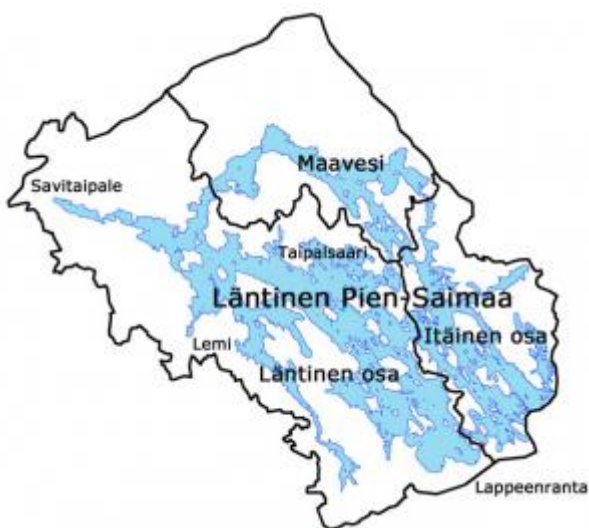 Maavesi
Savitaipale
Taipalsaari
Läntinen Pien-Saimaa
Itäinen osa
Lemi
Läntinen osa
Lappeenranta